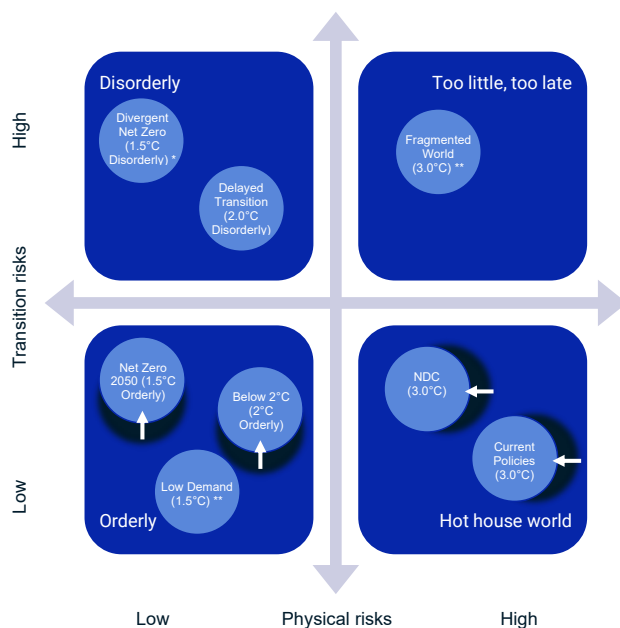 Disorderly
Divergent
Net Zero
(1.5°C
Disorderly) *
Delayed
Transition
(2.0°C
Disorderly)
Too little, too late
Fragmented
World
(3.0°C) **
High
Transition risks
Low
Net Zero
2050 (1.5°C
Orderly)
Below 2°C
(2°C
Orderly)
Low Demand
(1.5°C) **
Orderly
NDC
(3.0°C)
Current
Policies
(3.0°C)
Hot house world
Low
Physical risks
High